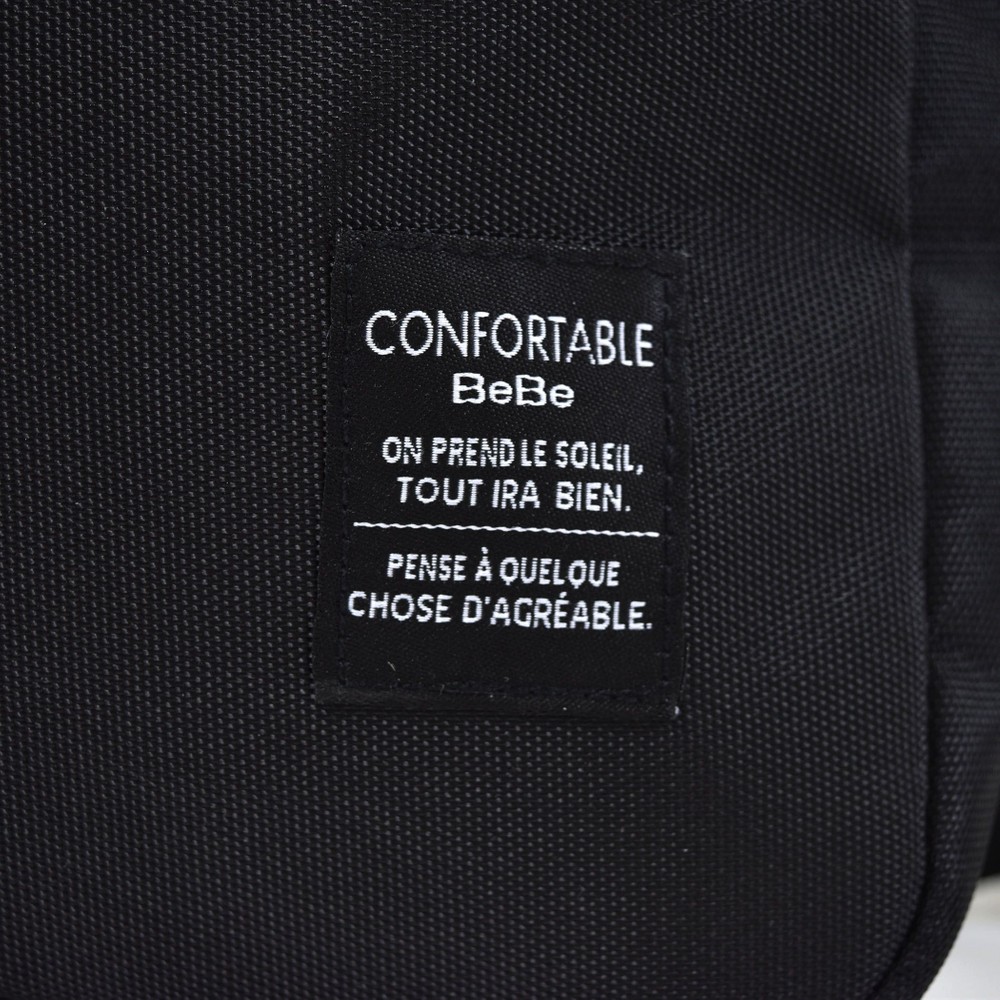 CONFORTABLE
BeBe
ON PREND LE SOLEIL,
TOUT IRA BIEN.
PENSE À QUELQUE
CHOSE D'AGRÉABLE.